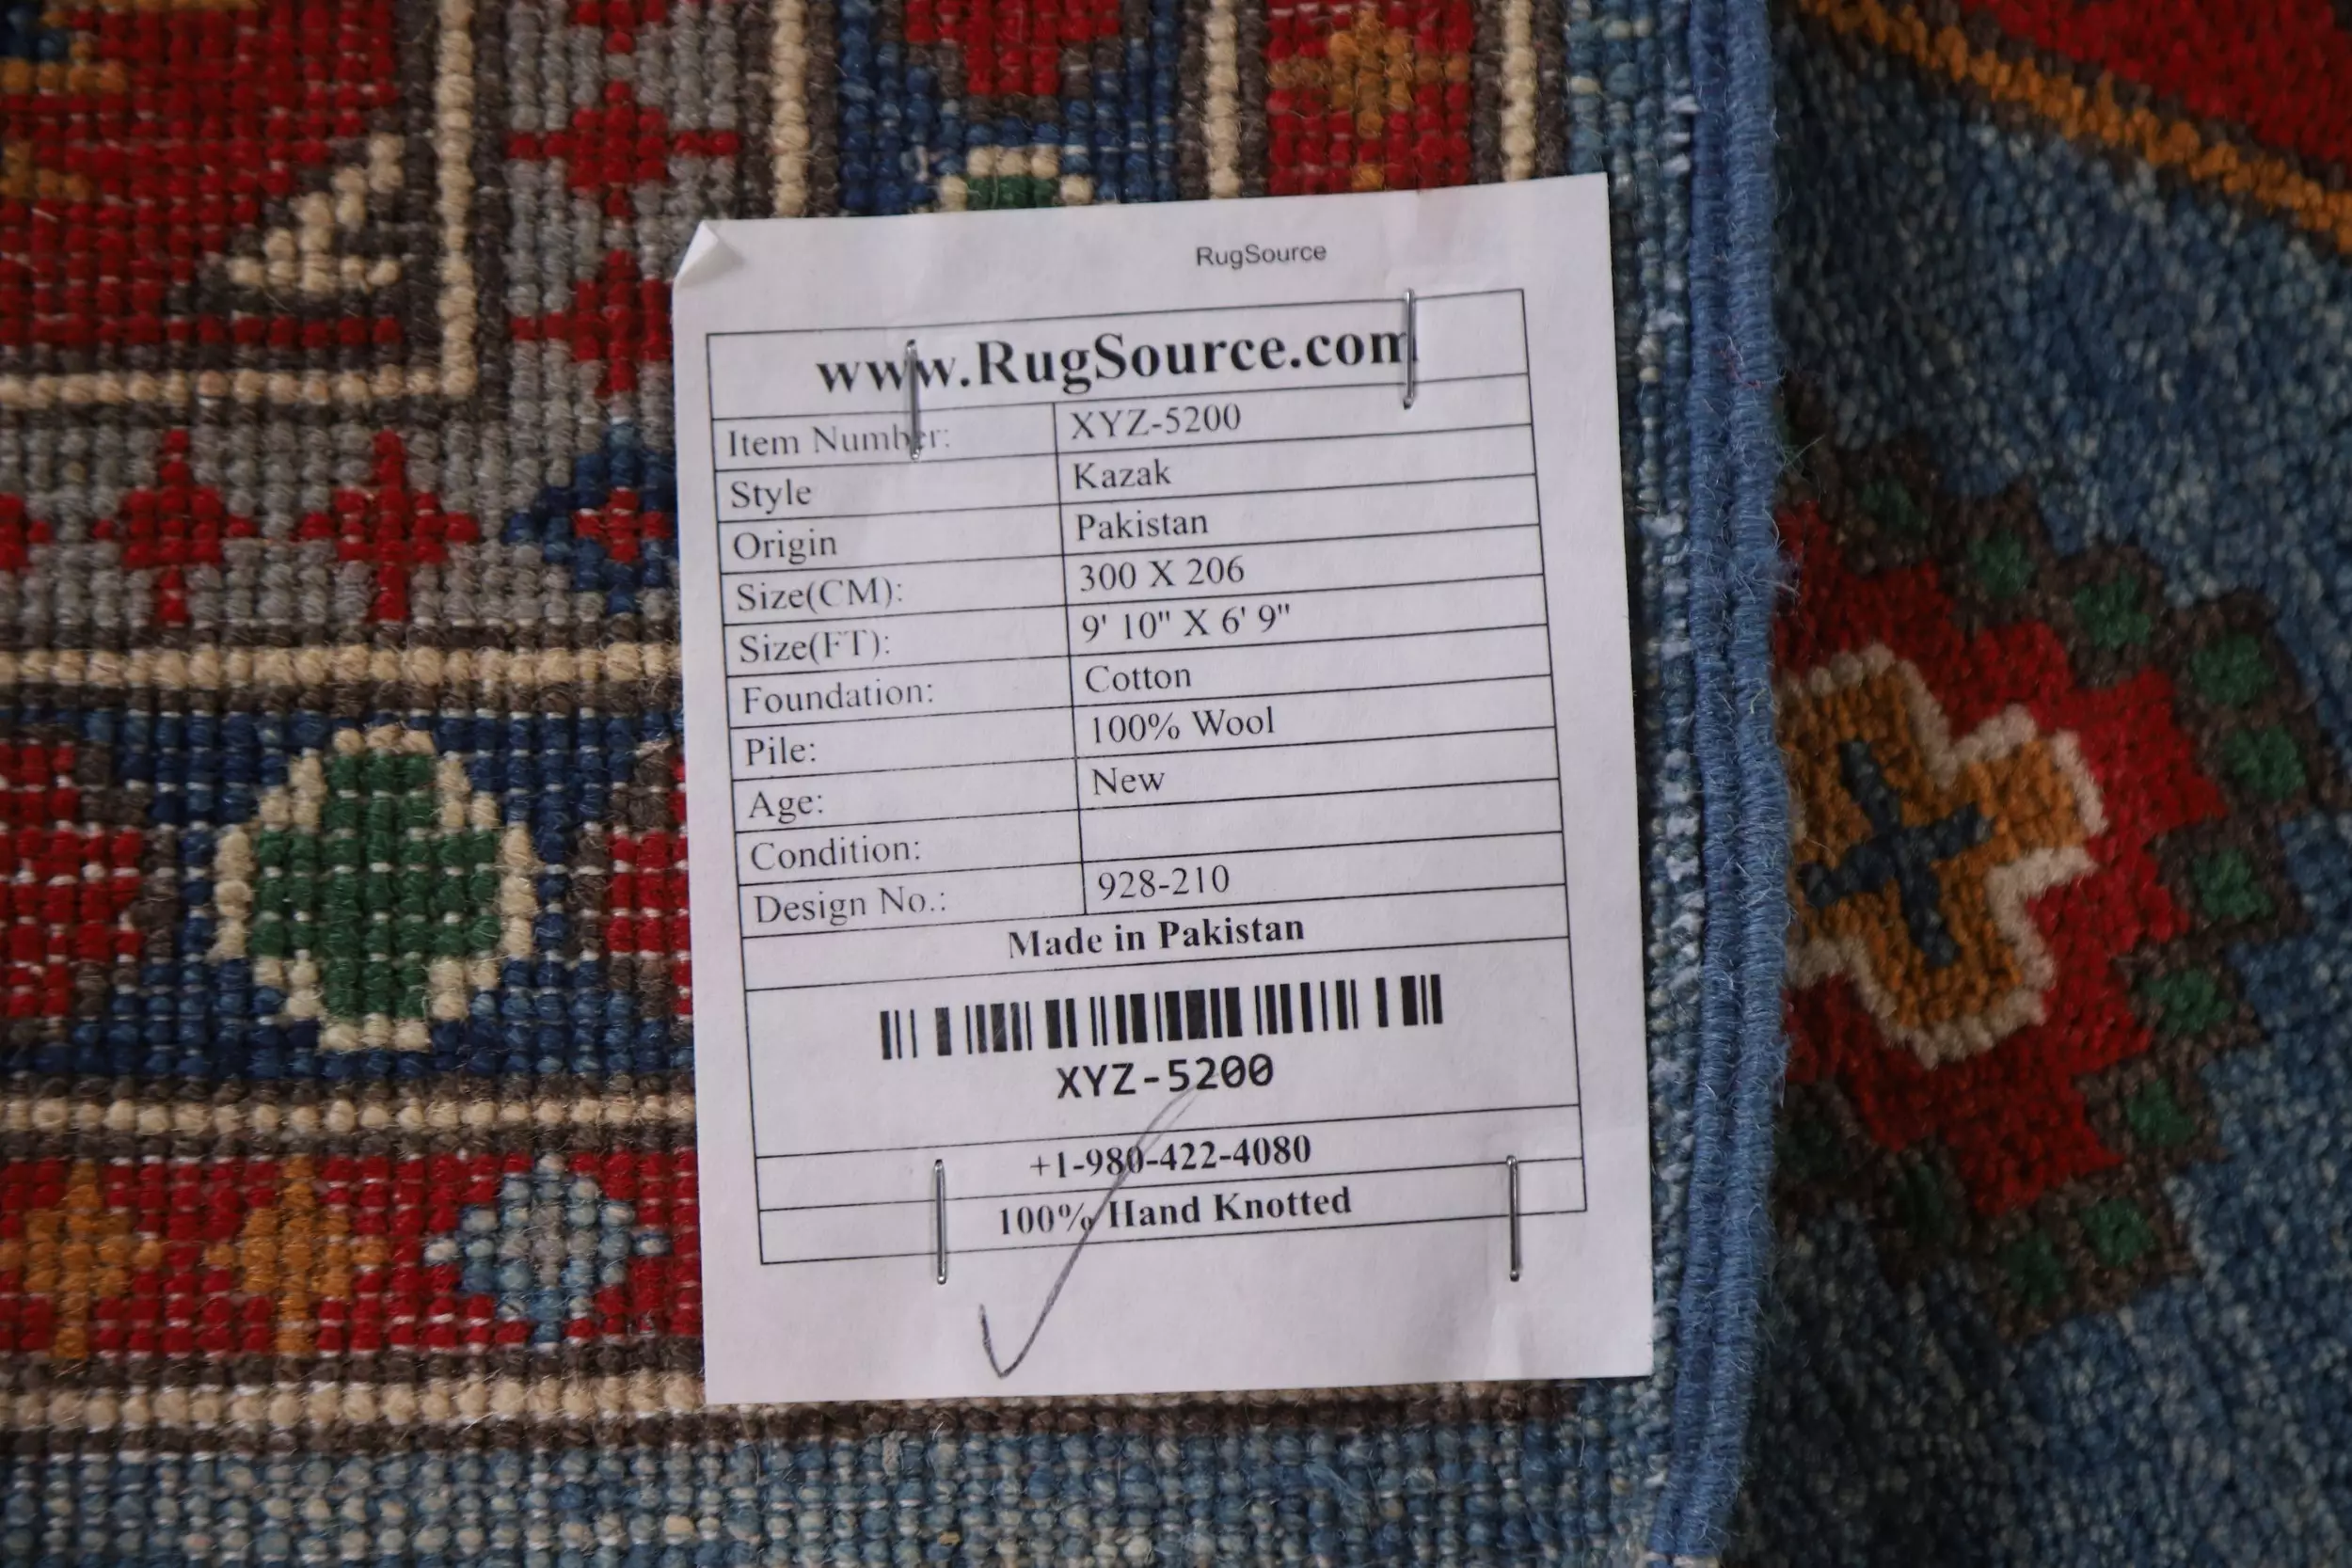 RugSource
www.RugSource.com
Item Number: XYZ-5200
Style Kazak
Origin Pakistan
Size(CM): 300 X 206
Size(FT): 9' 10" X 6' 9"
Foundation: Cotton
Pile: 100% Wool
Age: New
Condition:
Design No.: 928-210
Made in Pakistan
XYZ-5200
+1-980-422-4080
100% Hand Knotted